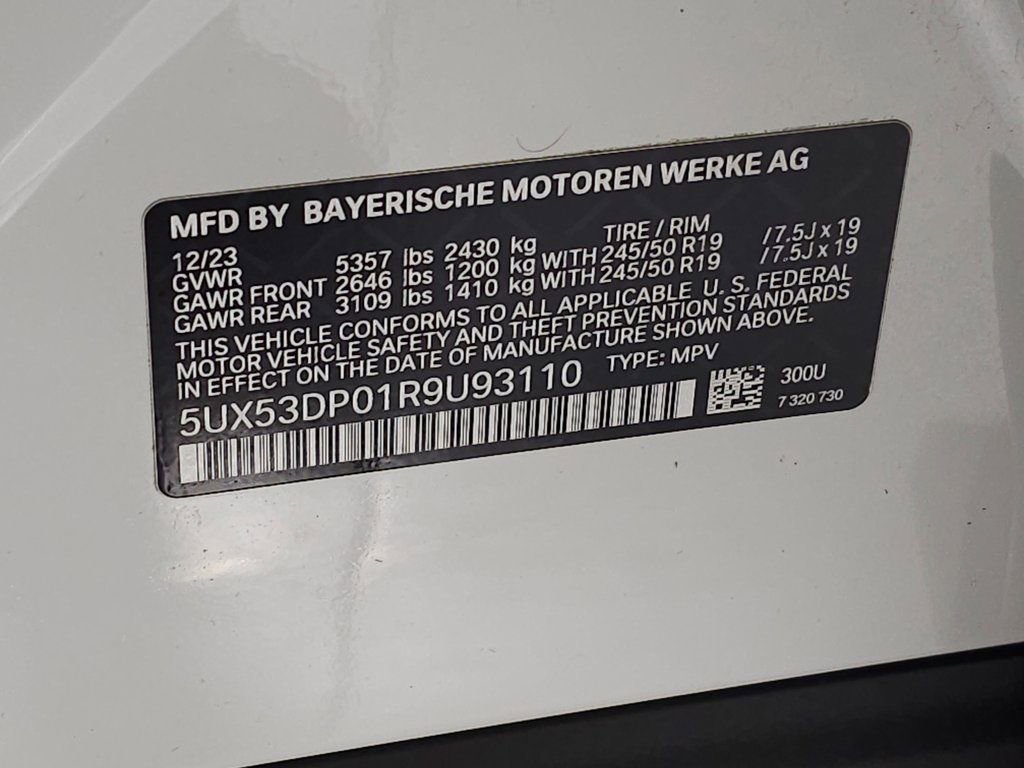 MFD BY BAYERISCHE MOTOREN WERKE AG
12/23 TIRE / RIM
GVWR 5357 lbs 2430 kg
GAWR FRONT 2646 lbs 1200 kg WITH 245/50 R19 /7.5J x 19
GAWR REAR 3109 lbs 1410 kg WITH 245/50 R19 /7.5J x 19
THIS VEHICLE CONFORMS TO ALL APPLICABLE U. S. FEDERAL
MOTOR VEHICLE SAFETY AND THEFT PREVENTION STANDARDS
IN EFFECT ON THE DATE OF MANUFACTURE SHOWN ABOVE.
5UX53DP01R9U93110 TYPE: MPV
300U
7 320 730